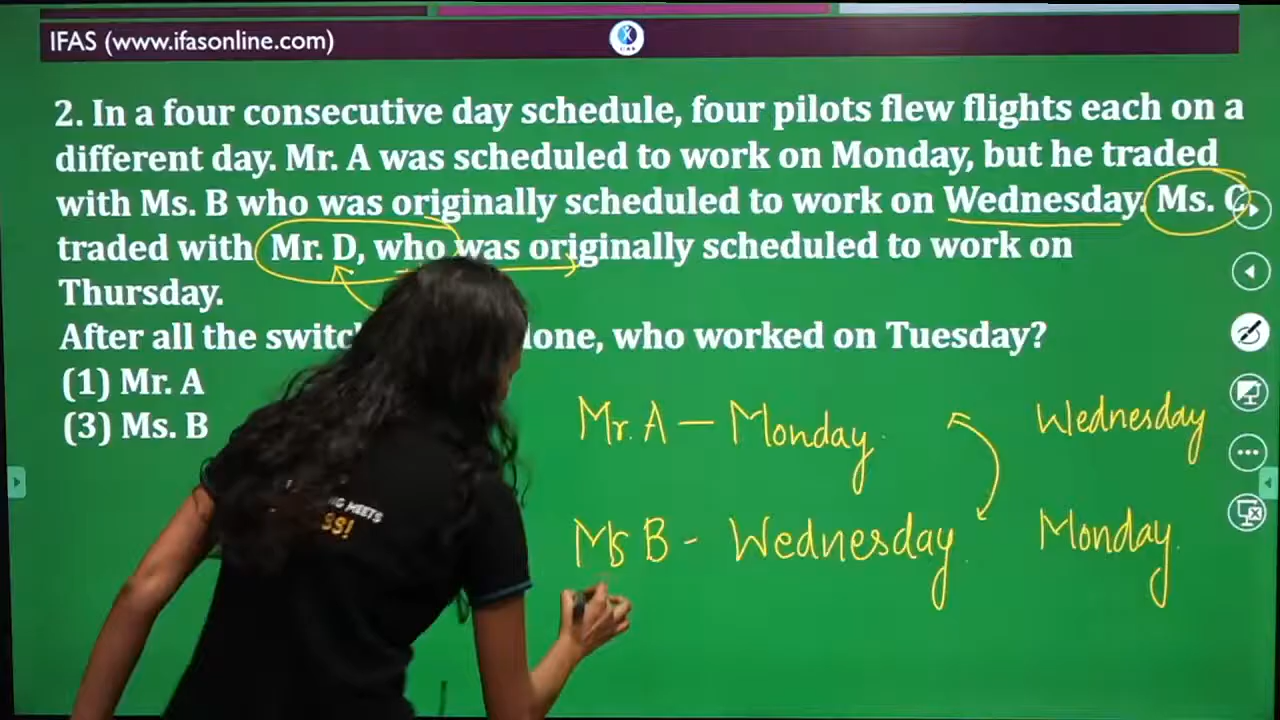 IFAS (www.ifasonline.com)
2. In a four consecutive day schedule, four pilots flew flights each on a
different day. Mr. A was scheduled to work on Monday, but he traded
with Ms. B who was originally scheduled to work on Wednesday. Ms. C
traded with Mr. D, who was originally scheduled to work on
Thursday.
After all the switc lone, who worked on Tuesday?
(1) Mr. A
(3) Ms. B
Mr. A - Monday. Wednesday
Ms B - Wednesday. Monday.
MEETS
SS!